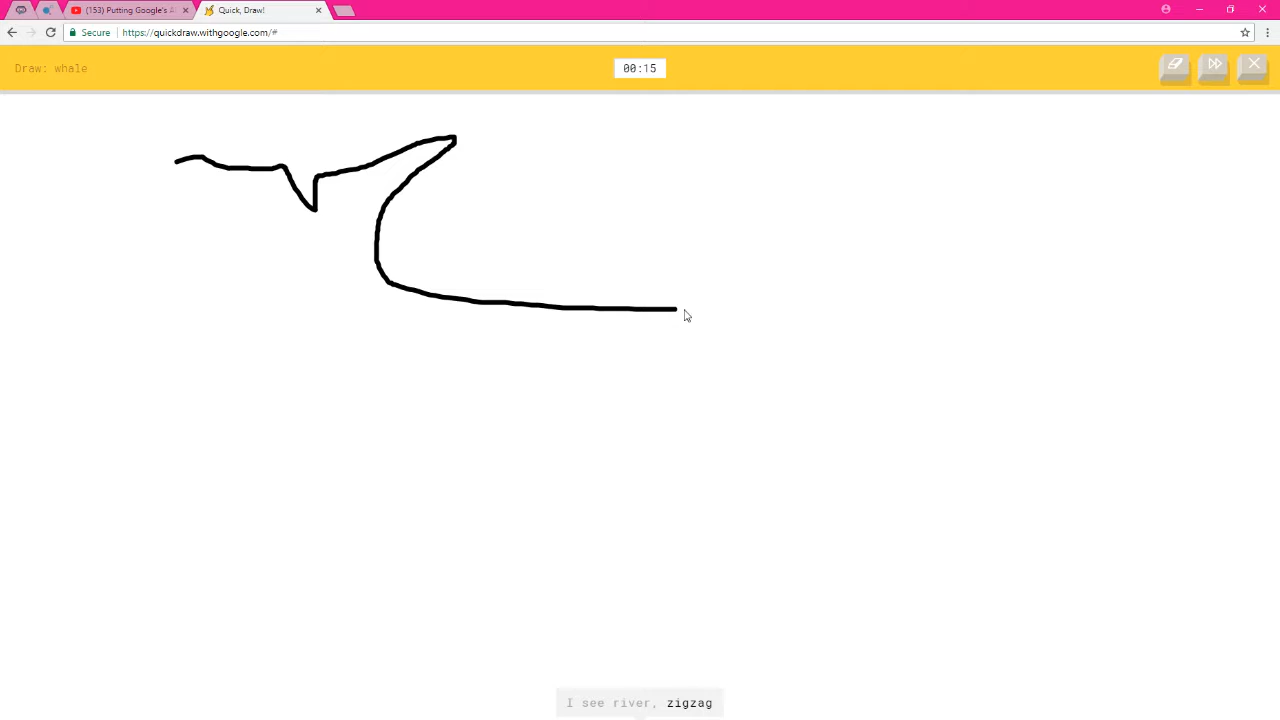 (153) Putting Google's A
Quick, Draw!
Secure
https://quickdraw.withgoogle.com/#
Draw: whale
00:15
I see river, zigzag